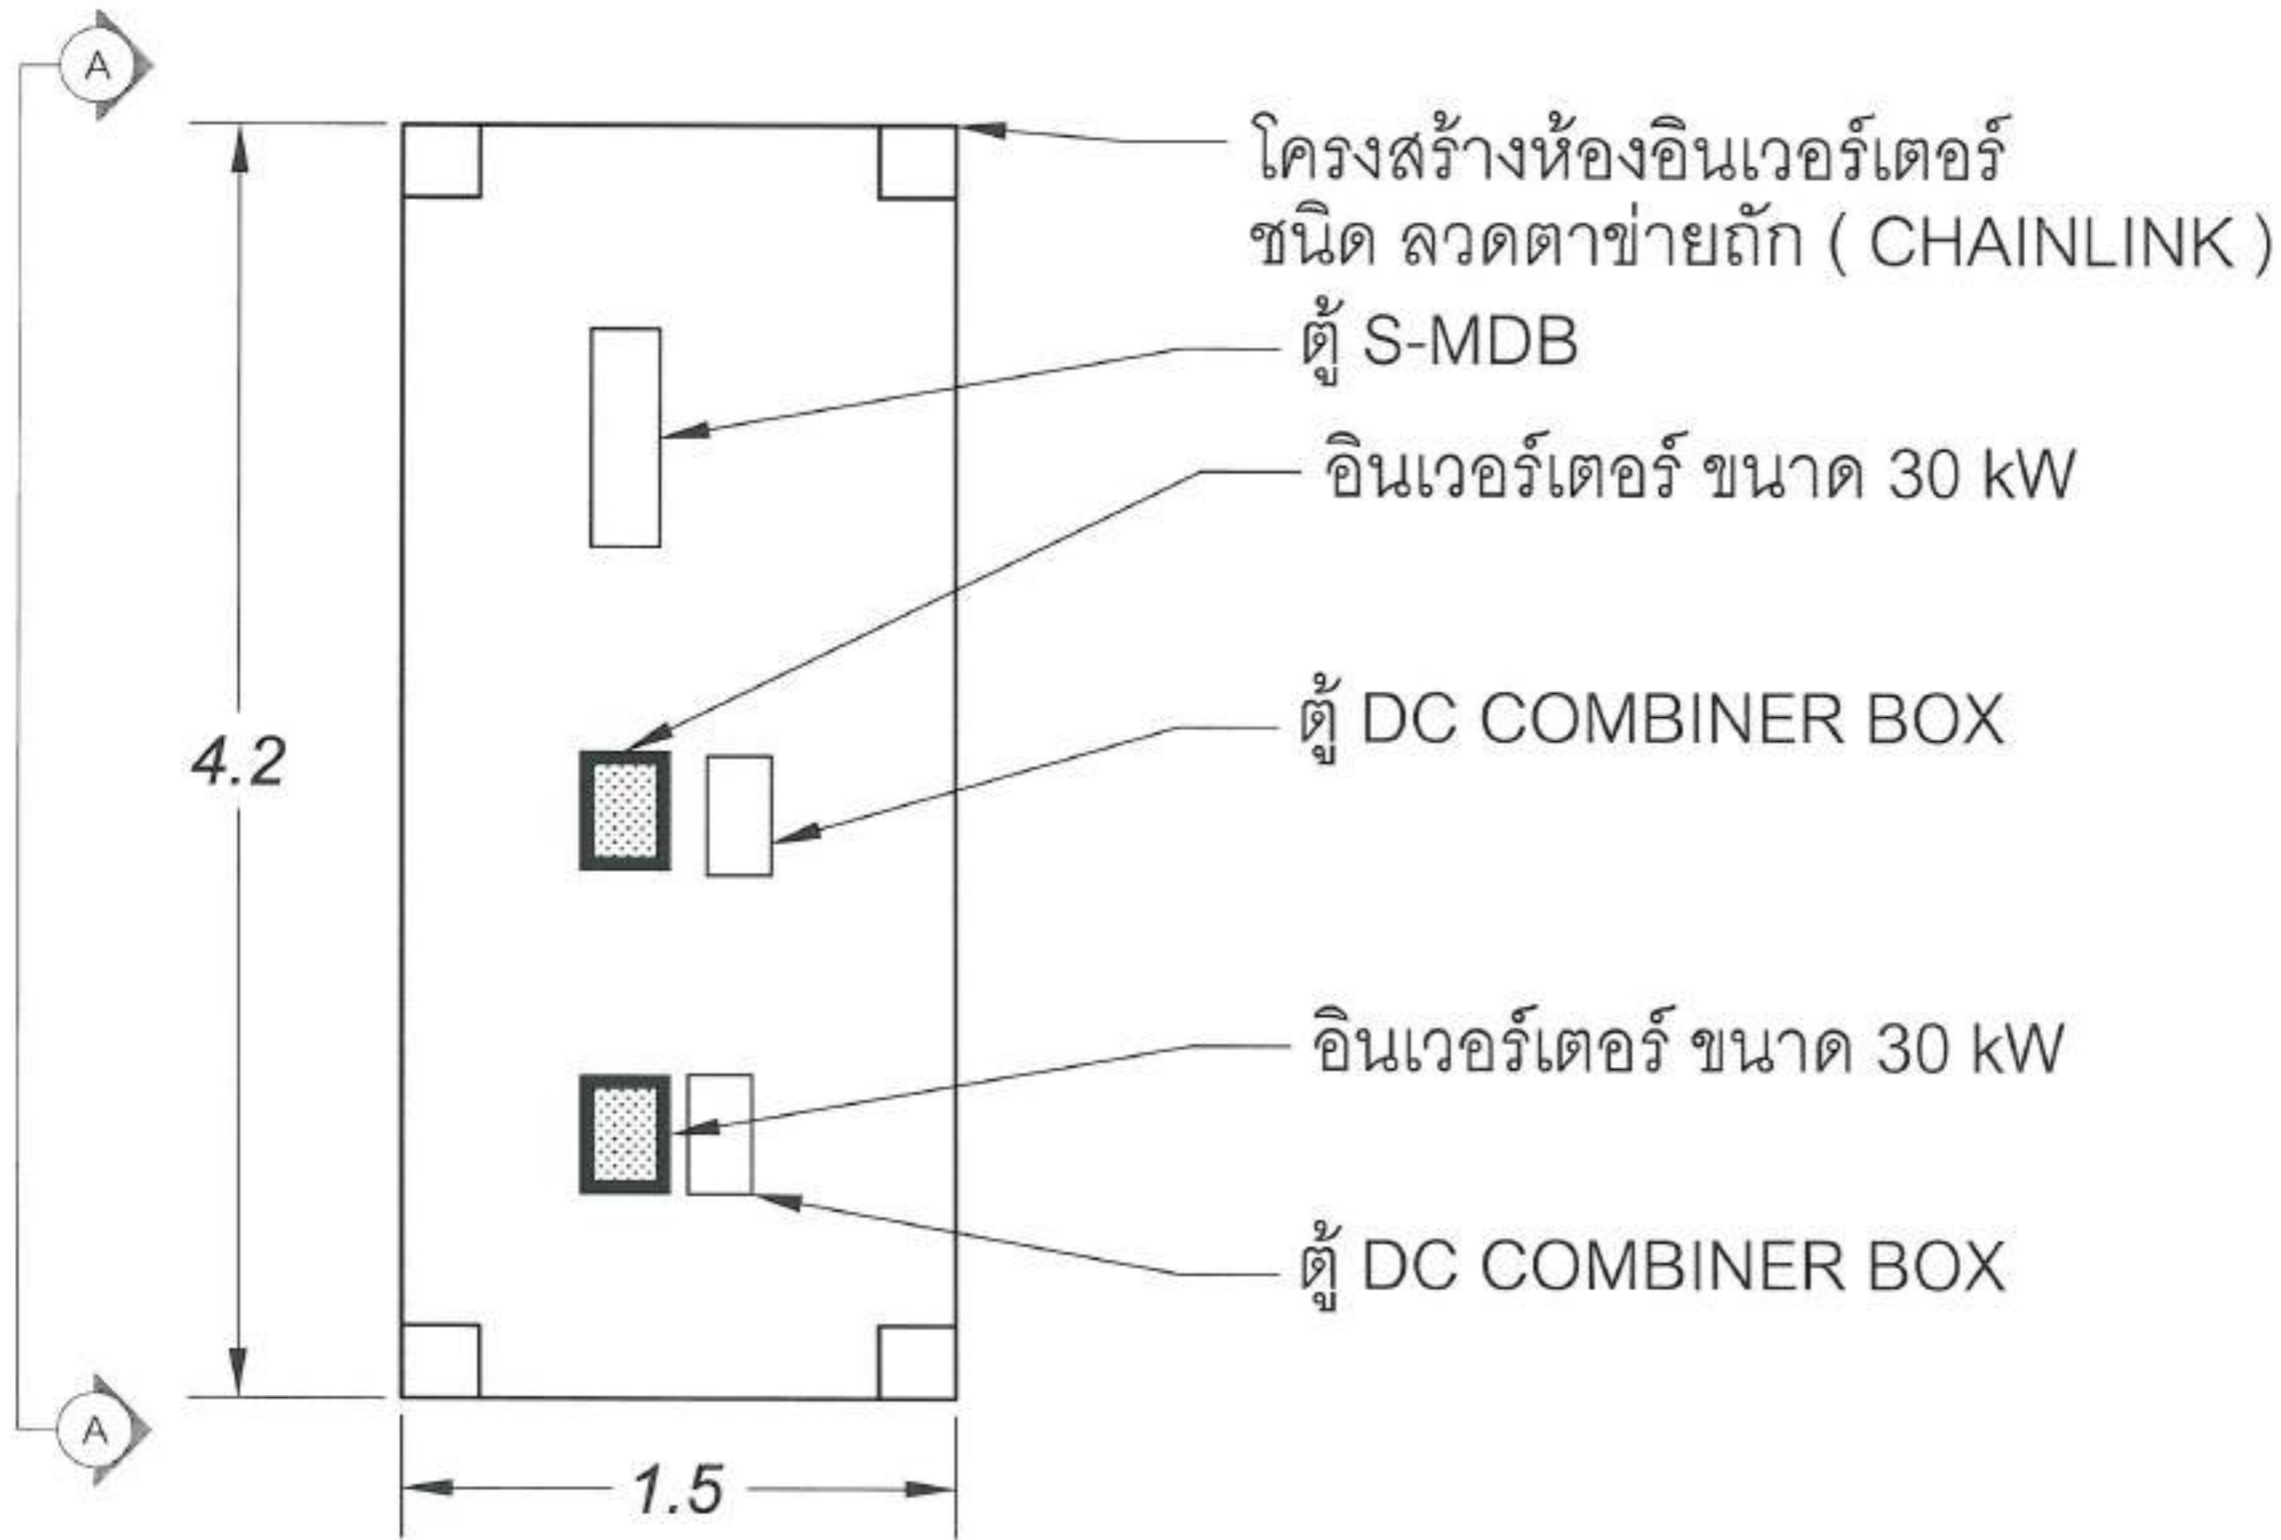 A
โครงสร้างห้องอินเวอร์เตอร์
ชนิด ลวดตาข่ายถัก ( CHAINLINK )
ตู้ S-MDB
อินเวอร์เตอร์ ขนาด 30 kW
ตู้ DC COMBINER BOX
4.2
อินเวอร์เตอร์ ขนาด 30 kW
ตู้ DC COMBINER BOX
A
1.5